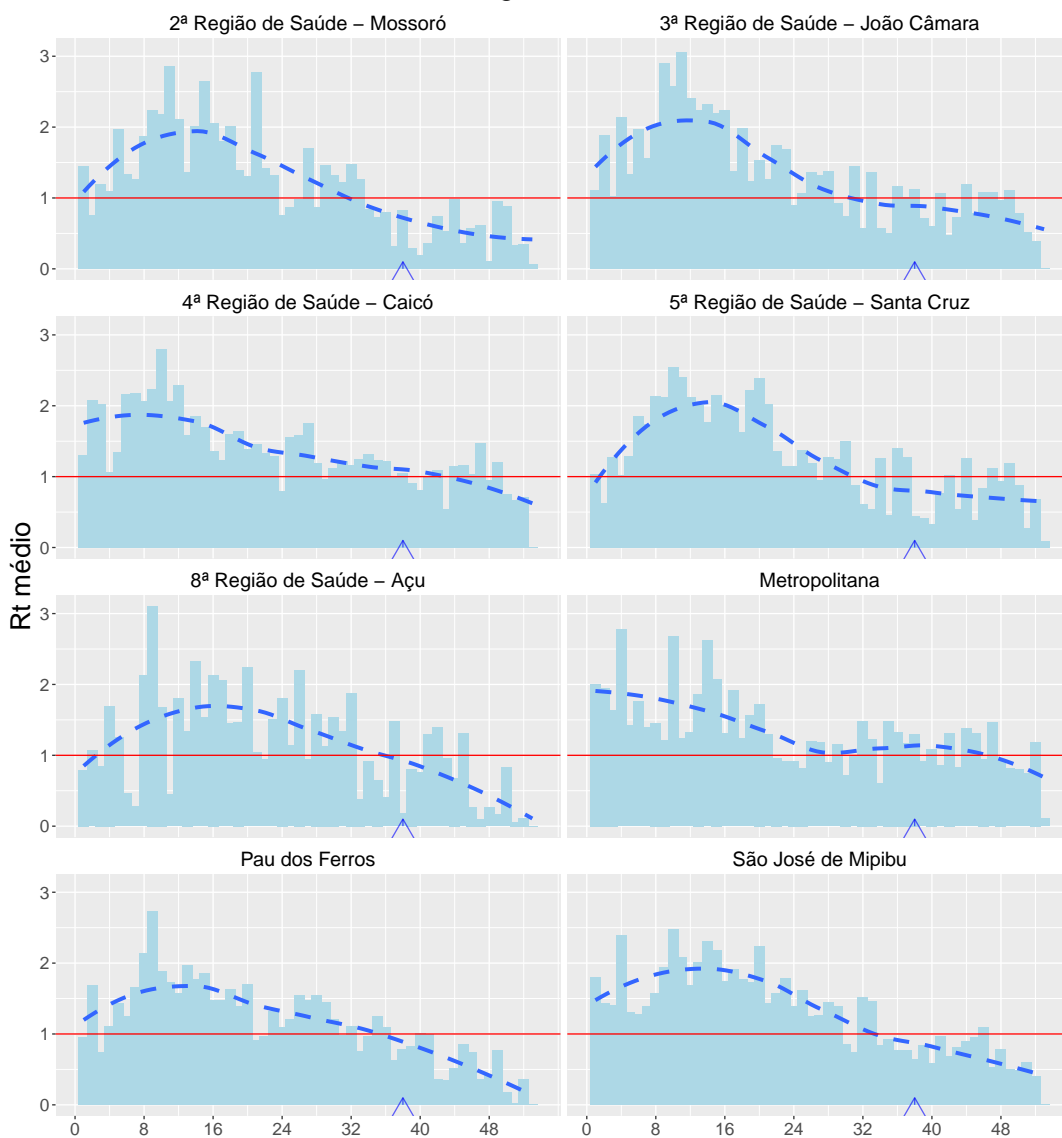 2ª Região de Saúde – Mossoró
3ª Região de Saúde – João Câmara
3
2
1
0
4ª Região de Saúde – Caicó
5ª Região de Saúde – Santa Cruz
3
2
1
0
Rt médio
8ª Região de Saúde – Açu
Metropolitana
3
2
1
0
Pau dos Ferros
São José de Mipibu
3
2
1
0
0 8 16 24 32 40 48
0 8 16 24 32 40 48